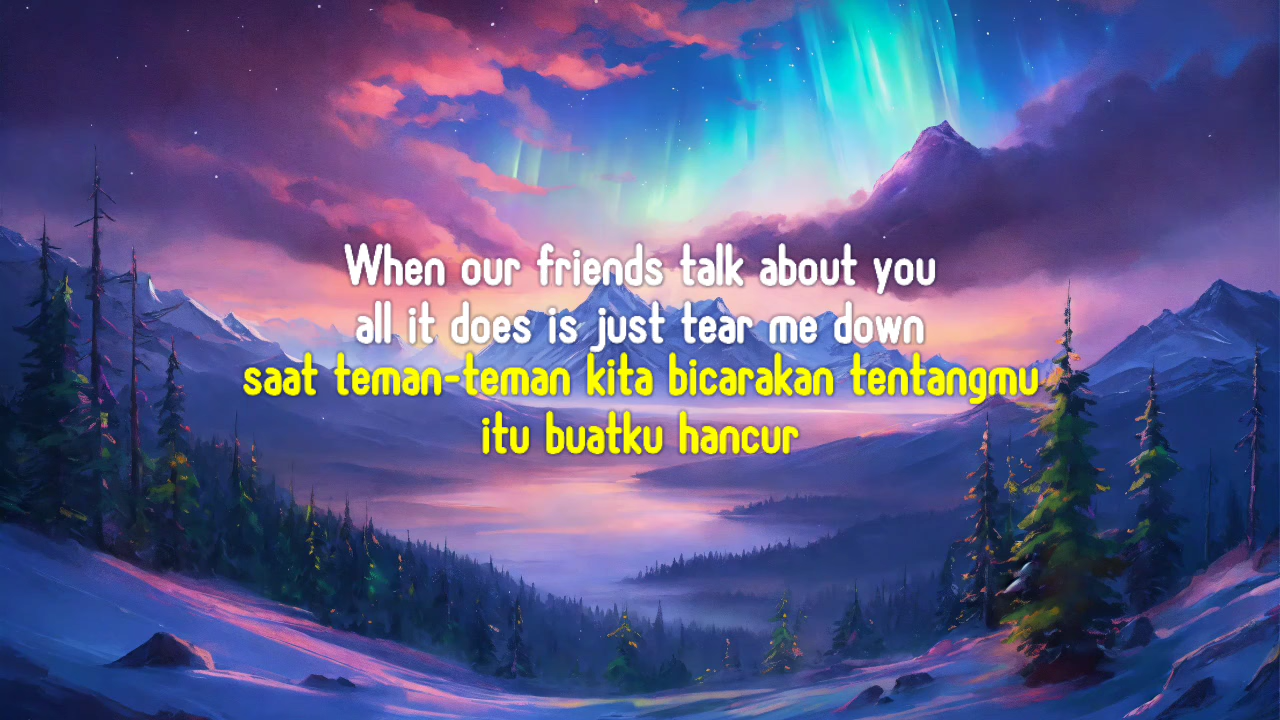 When our friends talk about you
all it does is just tear me down
saat teman-teman kita bicarakan tentangmu
itu buatku hancur